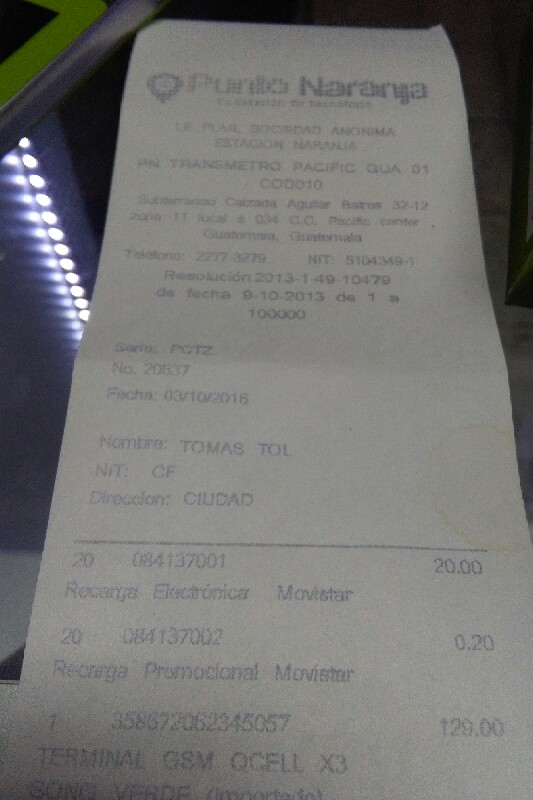 Punto Naranja
Tu estación de tecnología
LE PLAN, SOCIEDAD ANONIMA
ESTACION NARANJA
PN TRANSMETRO PACIFIC GUA 01
COD010
Subterraneo Calzada Aguilar Batres 32-12
zona 11 local s 034 C.C. Pacific center
Guatemala, Guatemala
Telefono: 2277-3279 NIT: 5104349-1
Resolución 2013-1-49-10479
de fecha 9-10-2013 de 1 a
100000
Serie: PCTZ
No. 20537
Fecha: 03/10/2016
Nombre: TOMAS TOL
NIT: CF
Direccion: CIUDAD
20 084137001 20.00
Recarga Electrónica Movistar
20 084137002 0.20
Recarga Promocional Movistar
1 358672062345057 129.00
TERMINAL GSM QCELL X3
SONG VERDE (Importado)